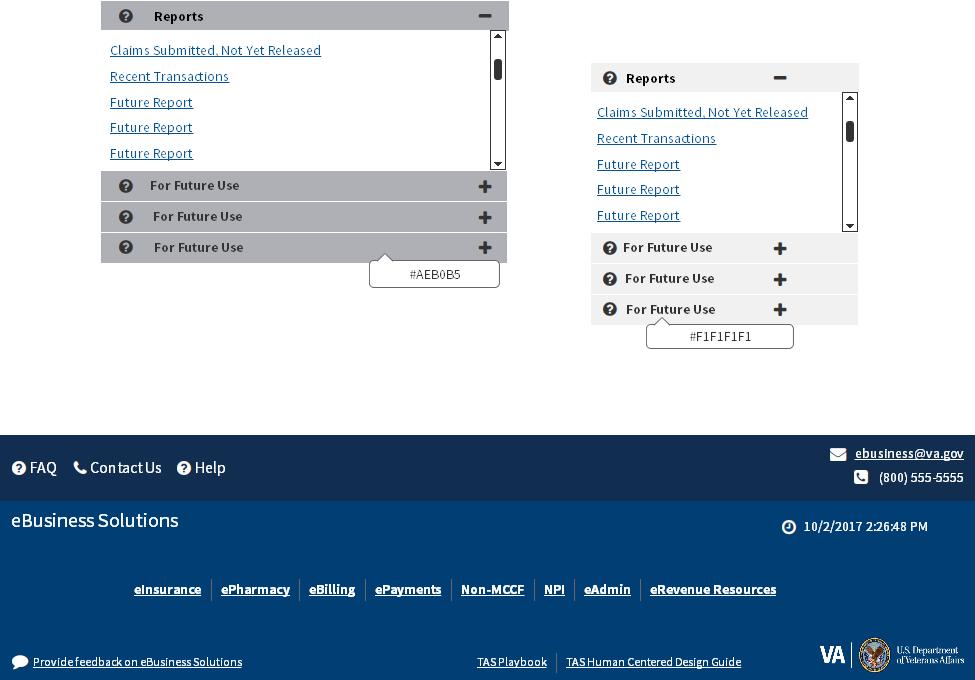 Reports
Claims Submitted, Not Yet Released
Recent Transactions
Future Report
Future Report
Future Report
For Future Use
For Future Use
For Future Use
#AEB0B5
Reports
Claims Submitted, Not Yet Released
Recent Transactions
Future Report
Future Report
Future Report
For Future Use
For Future Use
For Future Use
#F1F1F1F1
FAQ Contact Us Help
ebusiness@va.gov
(800) 555-5555
eBusiness Solutions
10/2/2017 2:26:48 PM
eInsurance ePharmacy eBilling ePayments Non-MCCF NPI eAdmin eRevenue Resources
Provide feedback on eBusiness Solutions
TAS Playbook TAS Human Centered Design Guide
VA
U.S. Department
of Veterans Affairs